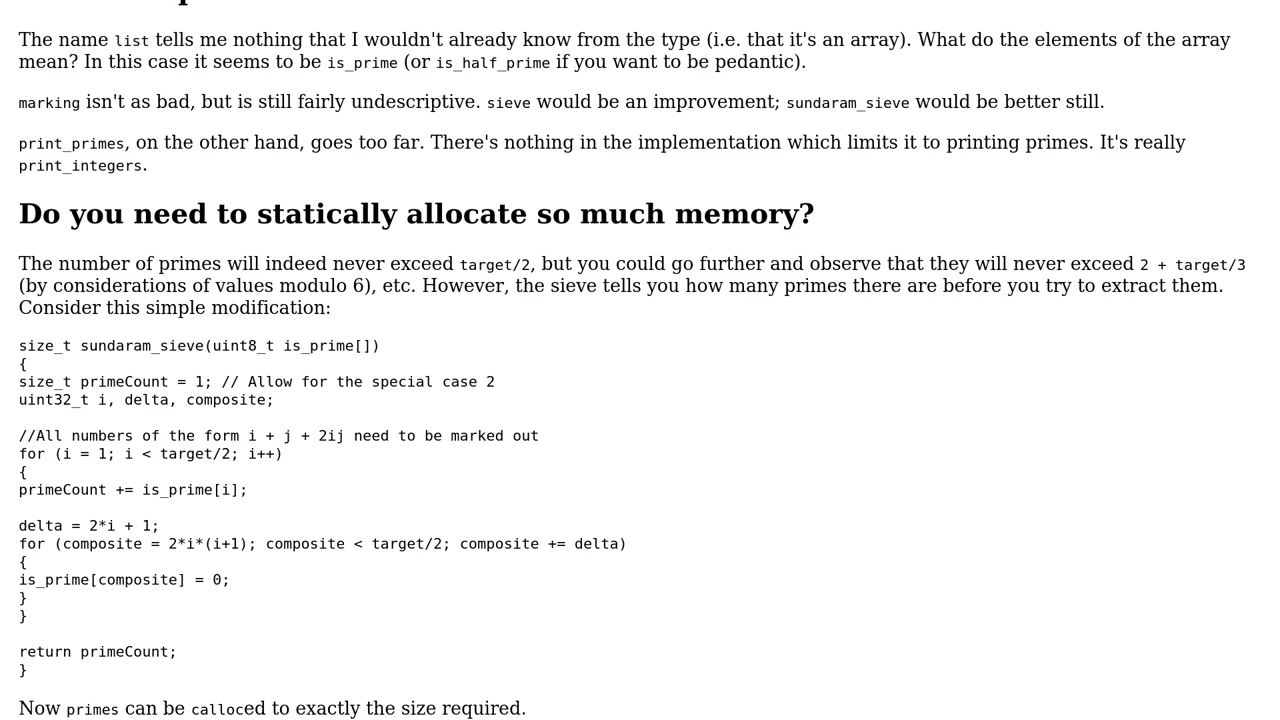 The name list tells me nothing that I wouldn't already know from the type (i.e. that it's an array). What do the elements of the array
mean? In this case it seems to be is_prime (or is_half_prime if you want to be pedantic).
marking isn't as bad, but is still fairly undescriptive. sieve would be an improvement; sundaram_sieve would be better still.
print_primes, on the other hand, goes too far. There's nothing in the implementation which limits it to printing primes. It's really
print_integers.
Do you need to statically allocate so much memory?
The number of primes will indeed never exceed target/2, but you could go further and observe that they will never exceed 2 + target/3
(by considerations of values modulo 6), etc. However, the sieve tells you how many primes there are before you try to extract them.
Consider this simple modification:
size_t sundaram_sieve(uint8_t is_prime[])
{
size_t primeCount = 1; // Allow for the special case 2
uint32_t i, delta, composite;
//All numbers of the form i + j + 2ij need to be marked out
for (i = 1; i < target/2; i++)
{
primeCount += is_prime[i];
delta = 2*i + 1;
for (composite = 2*i*(i+1); composite < target/2; composite += delta)
{
is_prime[composite] = 0;
}
}
return primeCount;
}
Now primes can be calloced to exactly the size required.